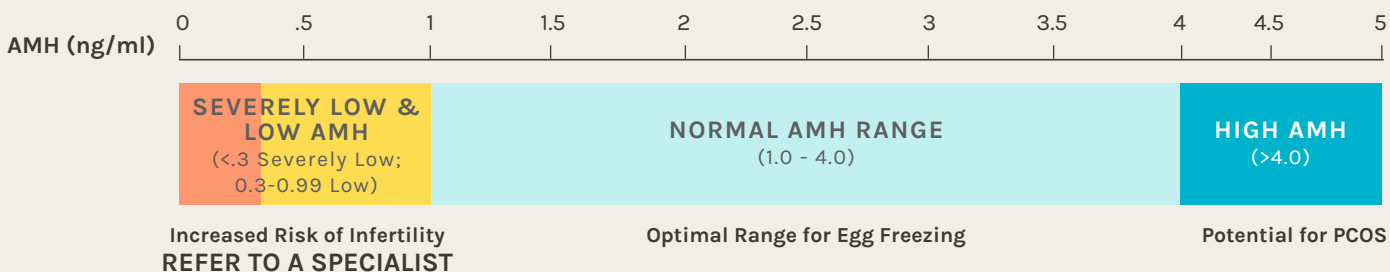 0 .5 1 1.5 2 2.5 3 3.5 4 4.5 5
AMH (ng/ml)
SEVERELY LOW &
LOW AMH
(<.3 Severely Low;
0.3-0.99 Low)
NORMAL AMH RANGE
(1.0 - 4.0)
HIGH AMH
(>4.0)
Increased Risk of Infertility
REFER TO A SPECIALIST
Optimal Range for Egg Freezing
Potential for PCOS